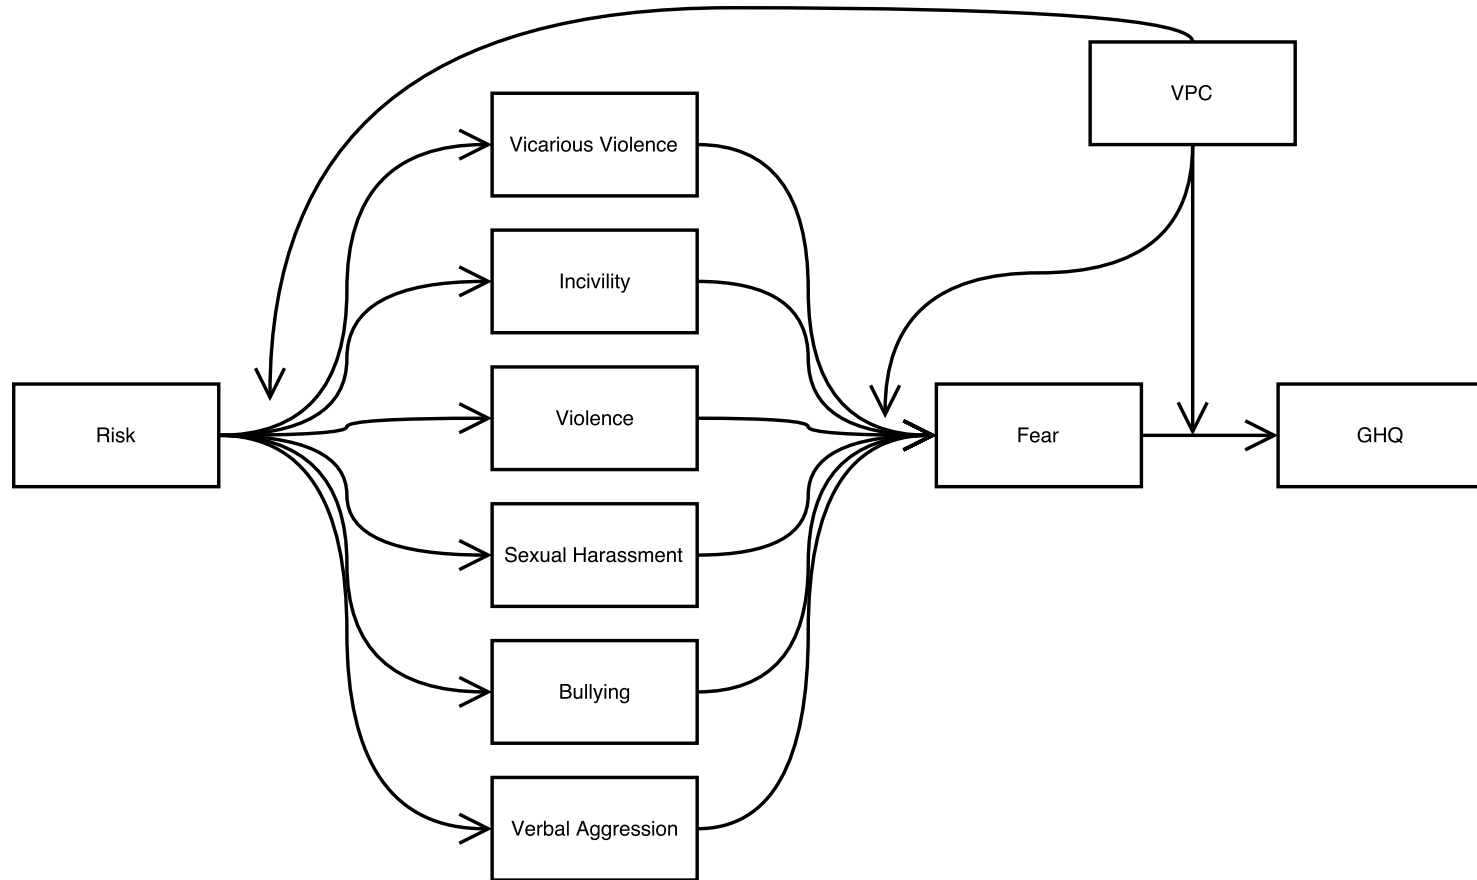 VPC
Vicarious Violence
Incivility
Violence
Risk
Fear
GHQ
Sexual Harassment
Bullying
Verbal Aggression